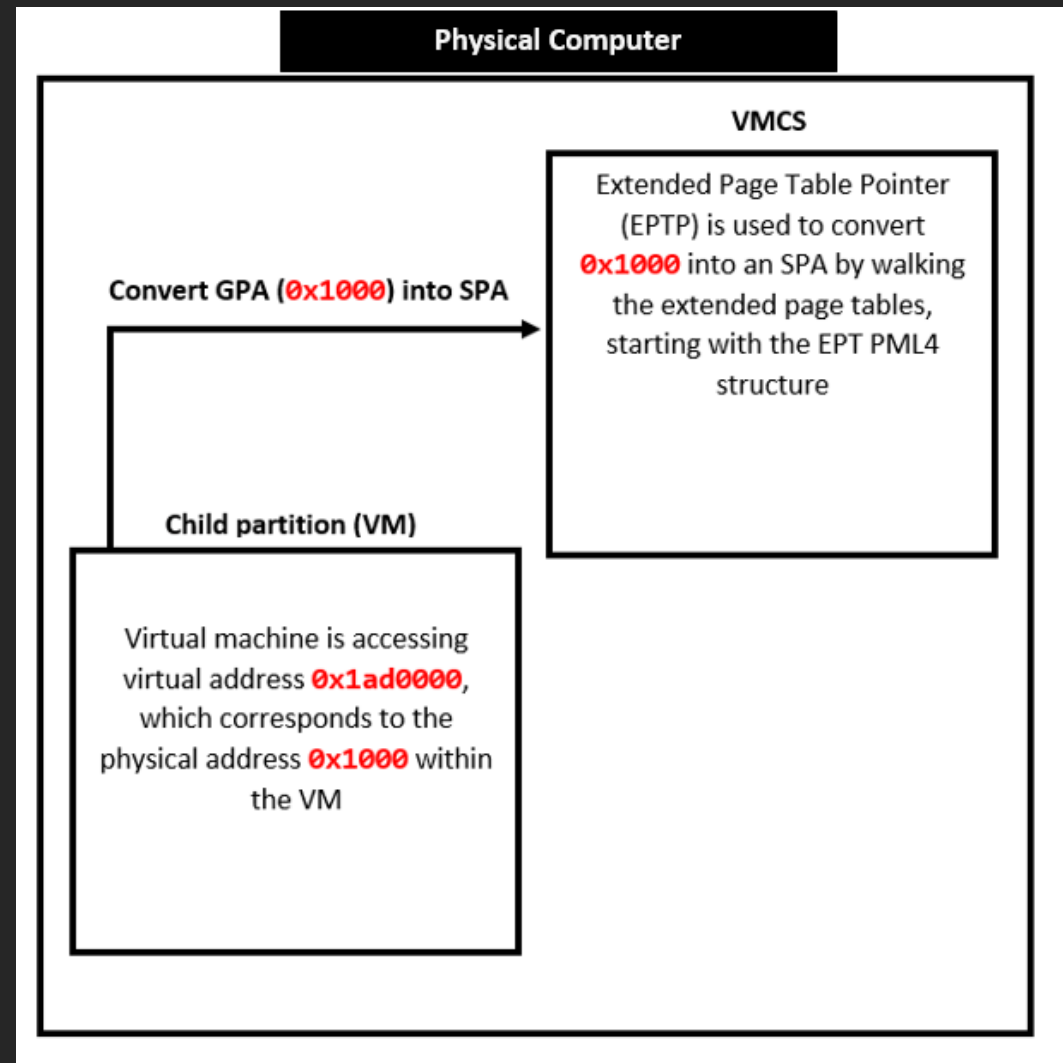 Physical Computer
VMCS
Extended Page Table Pointer
(EPTP) is used to convert
0x1000 into an SPA by walking
the extended page tables,
starting with the EPT PML4
structure
Convert GPA (0x1000) into SPA
Child partition (VM)
Virtual machine is accessing
virtual address 0x1ad0000,
which corresponds to the
physical address 0x1000 within
the VM